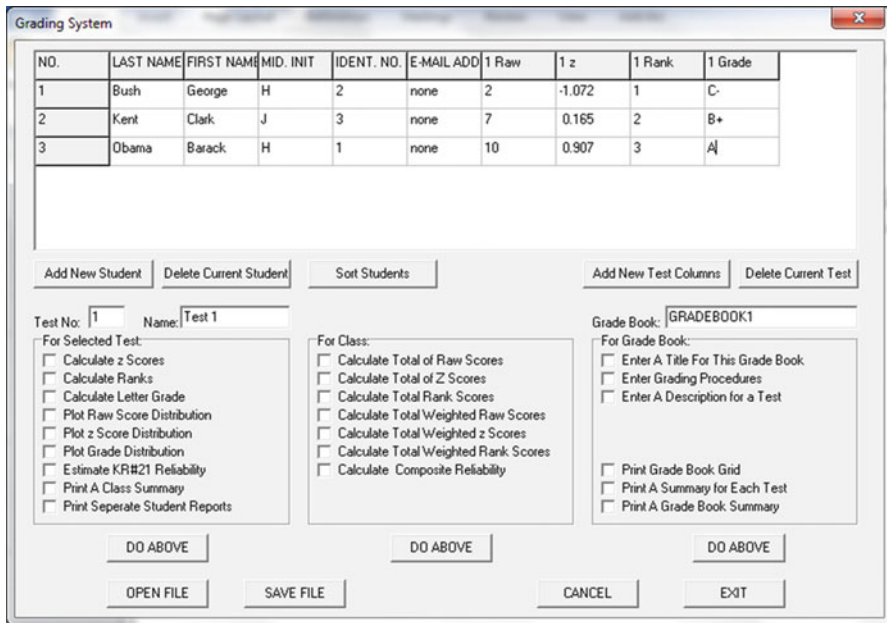 Grading System
NO. LAST NAME FIRST NAME MID. INIT IDENT. NO. E-MAIL ADD 1 Raw 1 z 1 Rank 1 Grade
1 Bush George H 2 none 2 -1.072 1 C-
2 Kent Clark J 3 none 7 0.165 2 B+
3 Obama Barack H 1 none 10 0.907 3 A
Add New Student Delete Current Student Sort Students Add New Test Columns Delete Current Test
Test No: 1 Name: Test 1 Grade Book: GRADEBOOK1
For Selected Test: For Class: For Grade Book:
Calculate z Scores Calculate Total of Raw Scores Enter A Title For This Grade Book
Calculate Ranks Calculate Total of Z Scores Enter Grading Procedures
Calculate Letter Grade Calculate Total Rank Scores Enter A Description for a Test
Plot Raw Score Distribution Calculate Total Weighted Raw Scores
Plot z Score Distribution Calculate Total Weighted z Scores
Plot Grade Distribution Calculate Total Weighted Rank Scores
Estimate KR#21 Reliability Calculate Composite Reliability Print Grade Book Grid
Print A Class Summary Print A Summary for Each Test
Print Seperate Student Reports Print A Grade Book Summary
DO ABOVE DO ABOVE DO ABOVE
OPEN FILE SAVE FILE CANCEL EXIT